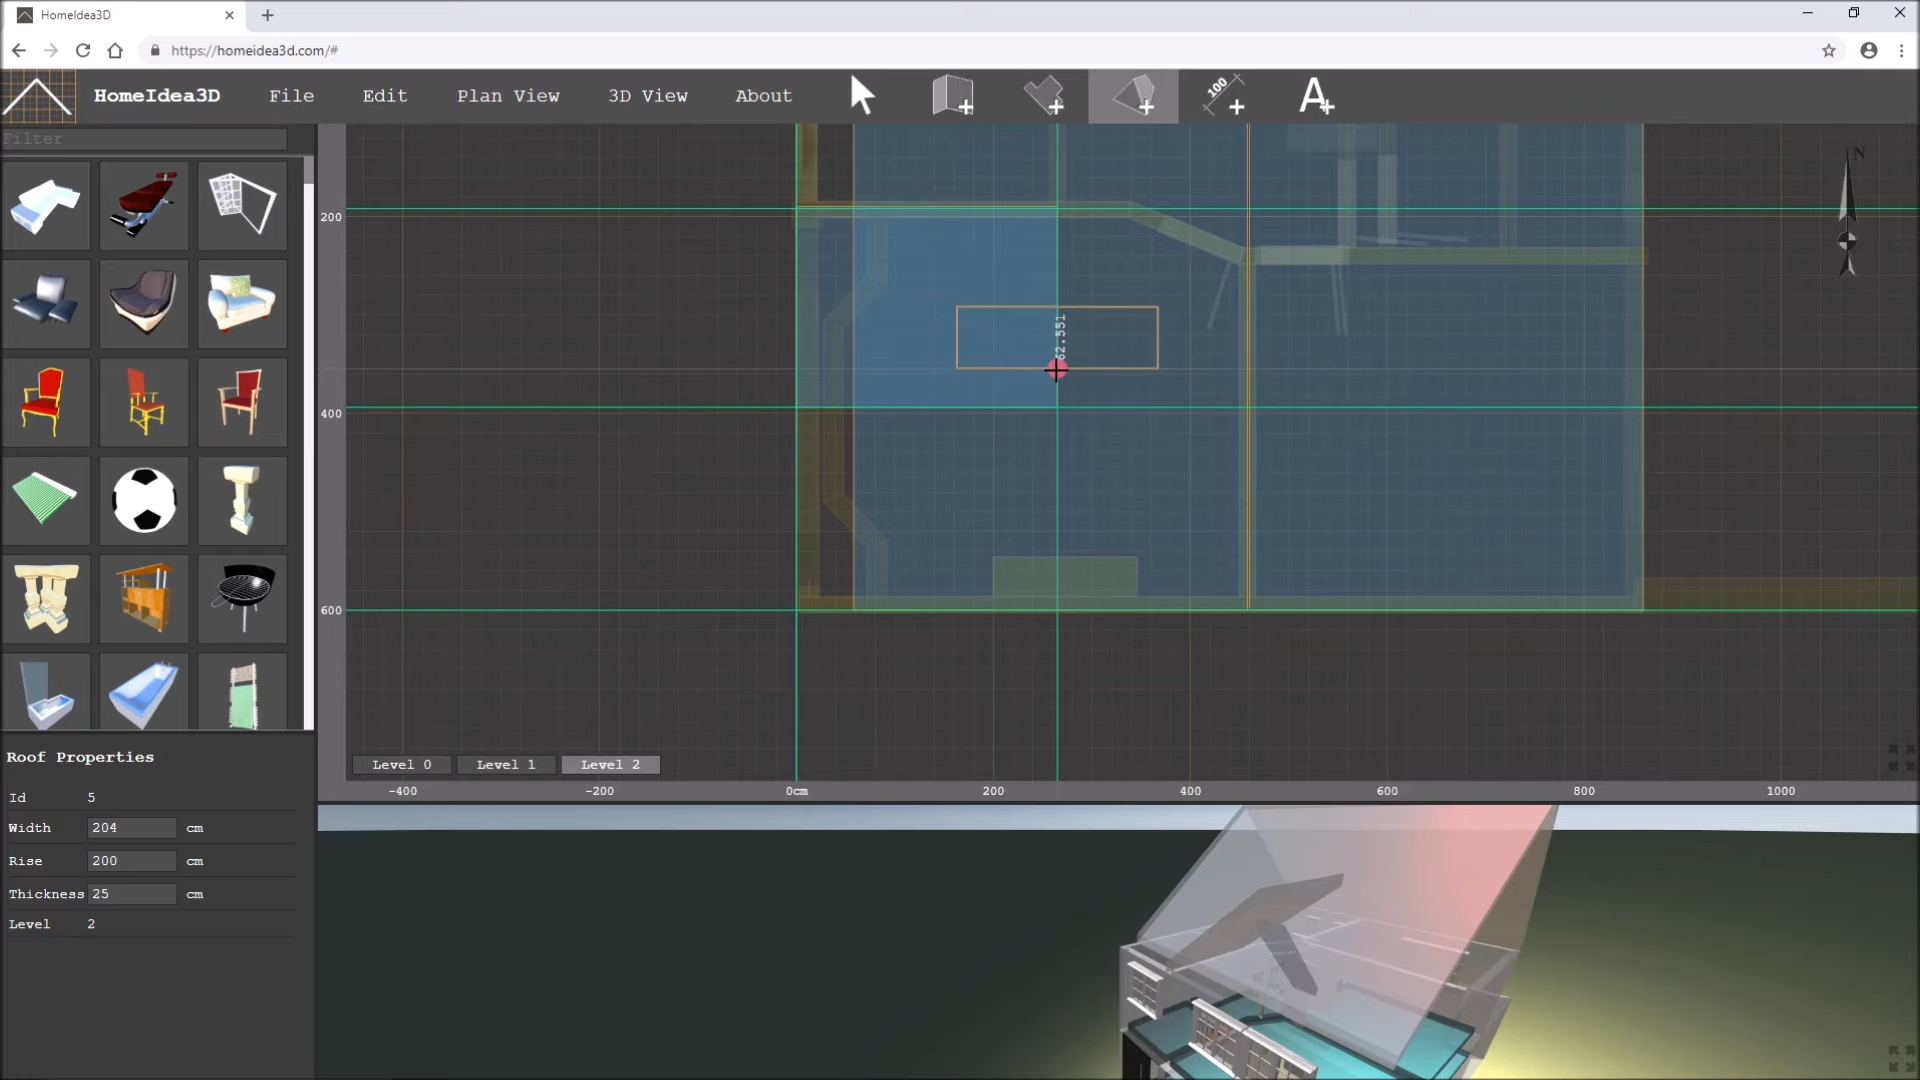 HomeIdea3D
https://homeidea3d.com/#
HomeIdea3D File Edit Plan View 3D View About 100 A
Filter
N
200
400
600
62.551
Level 0 Level 1 Level 2
-400 -200 0cm 200 400 600 800 1000
Roof Properties
Id 5
Width 204 cm
Rise 200 cm
Thickness 25 cm
Level 2